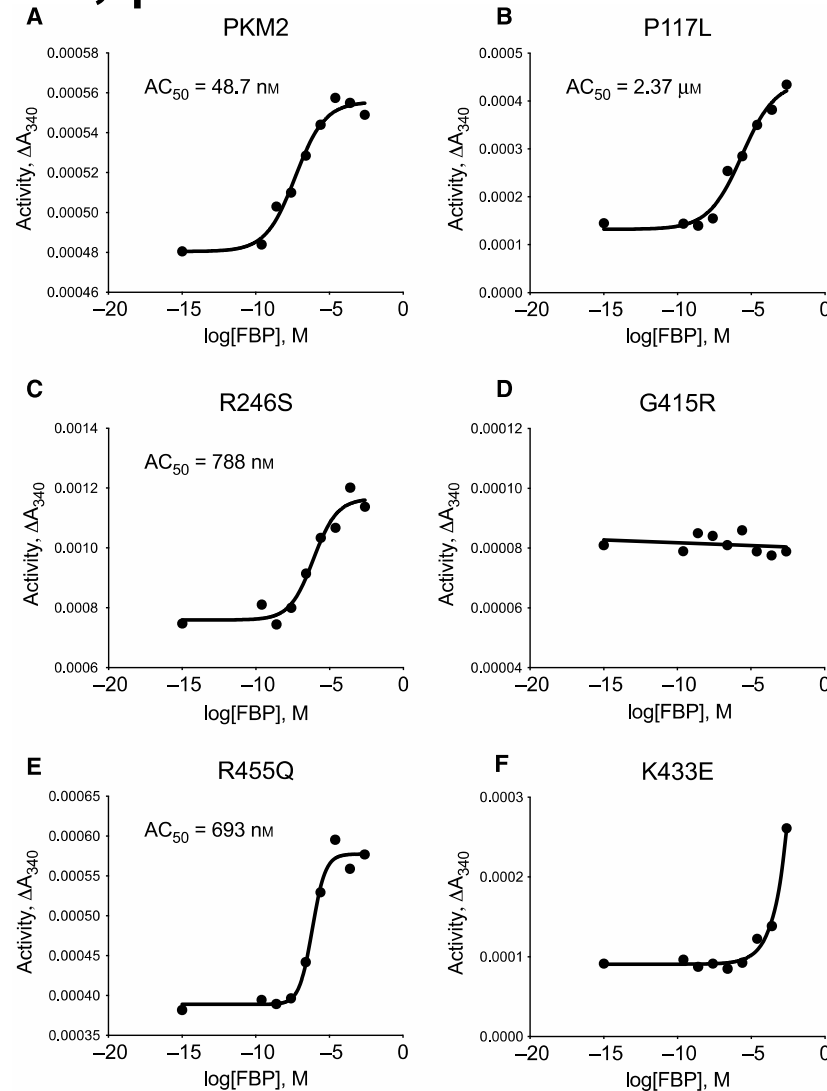 A
PKM2
AC50 = 48.7 nM
Activity, ΔA340
0.00058
0.00056
0.00054
0.00052
0.00050
0.00048
0.00046
−20 −15 −10 −5 0
log[FBP], M
B
P117L
AC50 = 2.37 μM
Activity, ΔA340
0.0005
0.0004
0.0003
0.0002
0.0001
0.0000
−20 −15 −10 −5 0
log[FBP], M
C
R246S
AC50 = 788 nM
Activity, ΔA340
0.0014
0.0012
0.0010
0.0008
0.0006
−20 −15 −10 −5 0
log[FBP], M
D
G415R
Activity, ΔA340
0.00012
0.00010
0.00008
0.00006
0.00004
−20 −15 −10 −5 0
log[FBP], M
E
R455Q
AC50 = 693 nM
Activity, ΔA340
0.00065
0.00060
0.00055
0.00050
0.00045
0.00040
0.00035
−20 −15 −10 −5 0
log[FBP], M
F
K433E
Activity, ΔA340
0.0003
0.0002
0.0001
0.0000
−20 −15 −10 −5 0
log[FBP], M